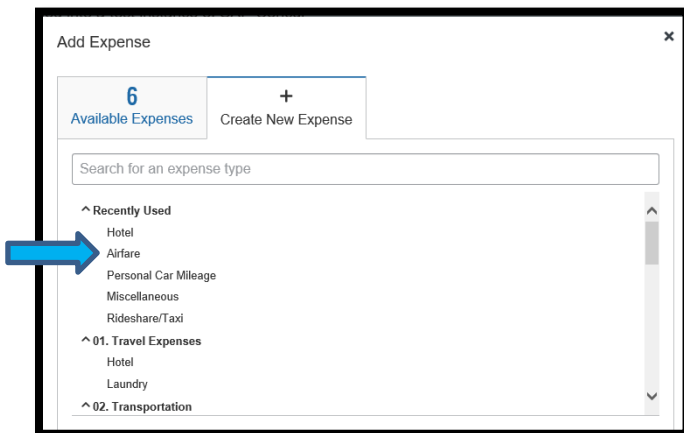 Add Expense
×
6
+
Available Expenses
Create New Expense
Search for an expense type
Recently Used
Hotel
Airfare
Personal Car Mileage
Miscellaneous
Rideshare/Taxi
01. Travel Expenses
Hotel
Laundry
02. Transportation